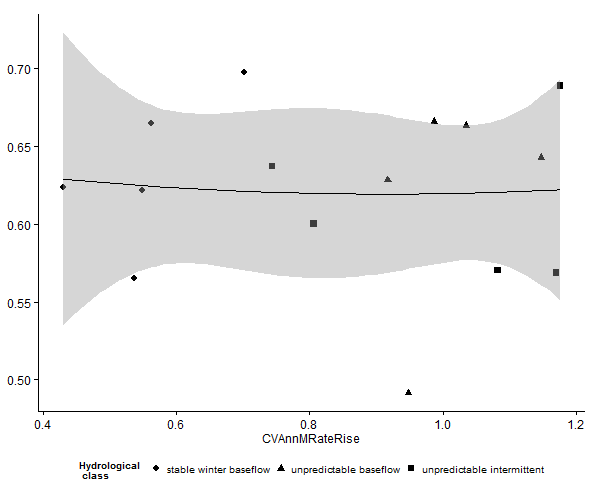 0.70
0.65
0.60
0.55
0.50
0.4 0.6 0.8 1.0 1.2
CVAnnMRateRise
Hydrological class stable winter baseflow unpredictable baseflow unpredictable intermittent